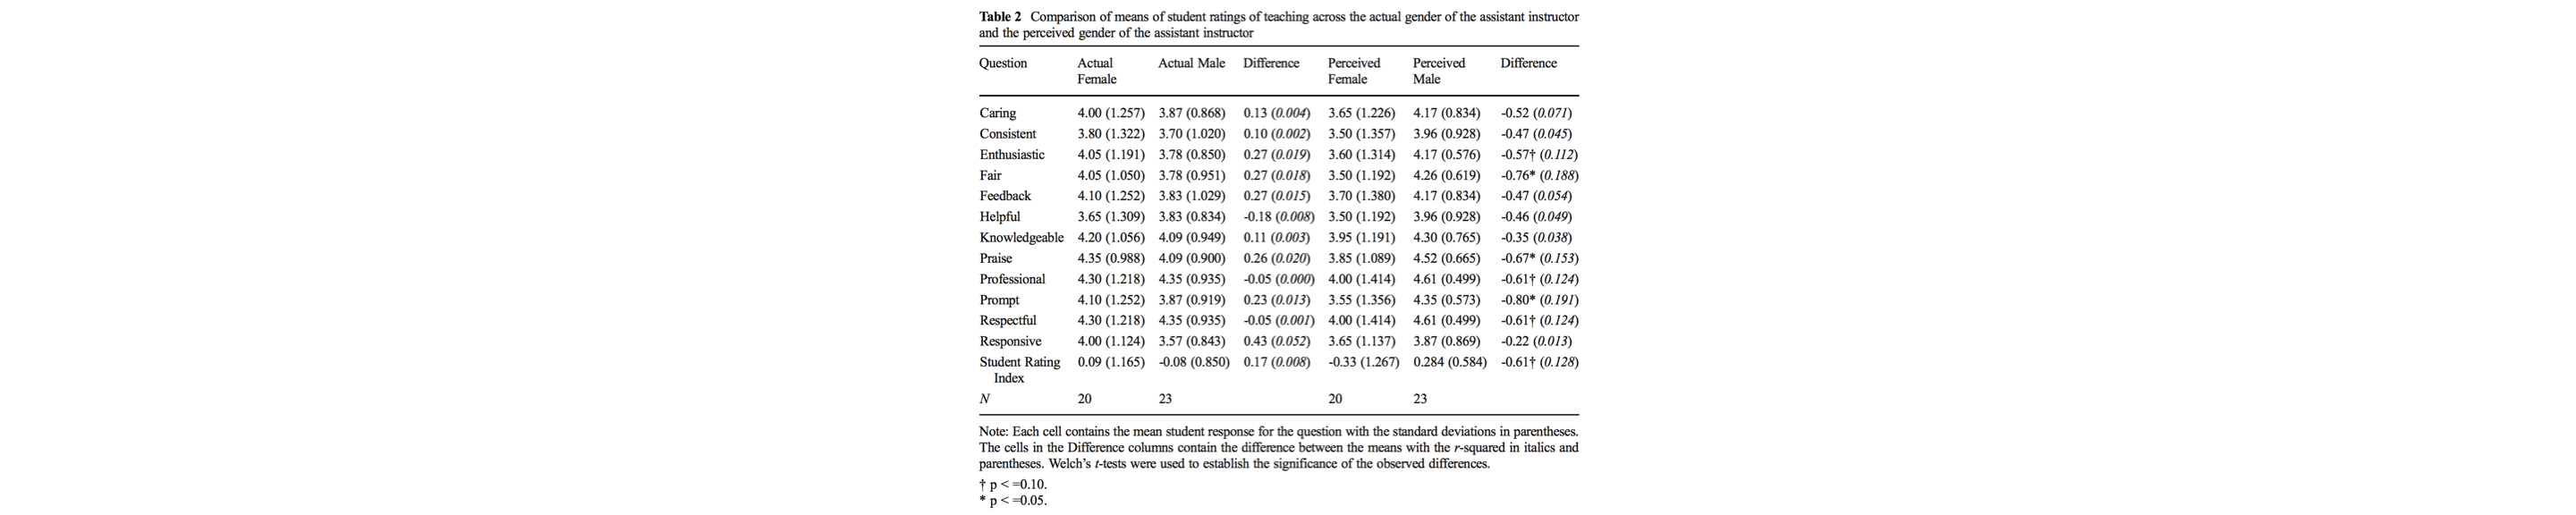 Table 2 Comparison of means of student ratings of teaching across the actual gender of the assistant instructor
and the perceived gender of the assistant instructor
Question Actual Female Actual Male Difference Perceived Female Perceived Male Difference
Caring 4.00 (1.257) 3.87 (0.868) 0.13 (0.004) 3.65 (1.226) 4.17 (0.834) -0.52 (0.071)
Consistent 3.80 (1.322) 3.70 (1.020) 0.10 (0.002) 3.50 (1.357) 3.96 (0.928) -0.47 (0.045)
Enthusiastic 4.05 (1.191) 3.78 (0.850) 0.27 (0.019) 3.60 (1.314) 4.17 (0.576) -0.57† (0.112)
Fair 4.05 (1.050) 3.78 (0.951) 0.27 (0.018) 3.50 (1.192) 4.26 (0.619) -0.76* (0.188)
Feedback 4.10 (1.252) 3.83 (1.029) 0.27 (0.015) 3.70 (1.380) 4.17 (0.834) -0.47 (0.054)
Helpful 3.65 (1.309) 3.83 (0.834) -0.18 (0.008) 3.50 (1.192) 3.96 (0.928) -0.46 (0.049)
Knowledgeable 4.20 (1.056) 4.09 (0.949) 0.11 (0.003) 3.95 (1.191) 4.30 (0.765) -0.35 (0.038)
Praise 4.35 (0.988) 4.09 (0.900) 0.26 (0.020) 3.85 (1.089) 4.52 (0.665) -0.67* (0.153)
Professional 4.30 (1.218) 4.35 (0.935) -0.05 (0.000) 4.00 (1.414) 4.61 (0.499) -0.61† (0.124)
Prompt 4.10 (1.252) 3.87 (0.919) 0.23 (0.013) 3.55 (1.356) 4.35 (0.573) -0.80* (0.191)
Respectful 4.30 (1.218) 4.35 (0.935) -0.05 (0.001) 4.00 (1.414) 4.61 (0.499) -0.61† (0.124)
Responsive 4.00 (1.124) 3.57 (0.843) 0.43 (0.052) 3.65 (1.137) 3.87 (0.869) -0.22 (0.013)
Student Rating Index 0.09 (1.165) -0.08 (0.850) 0.17 (0.008) -0.33 (1.267) 0.284 (0.584) -0.61† (0.128)
N 20 23 20 23
Note: Each cell contains the mean student response for the question with the standard deviations in parentheses.
The cells in the Difference columns contain the difference between the means with the r-squared in italics and
parentheses. Welch's t-tests were used to establish the significance of the observed differences.
† p < =0.10.
* p < =0.05.